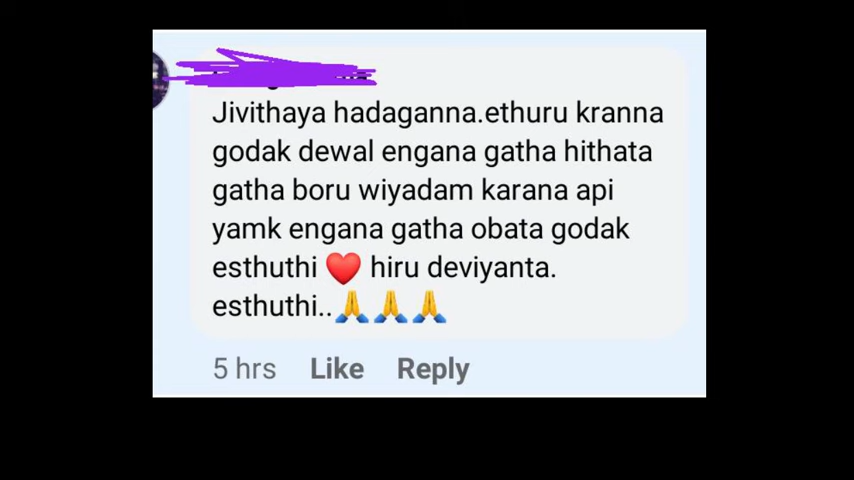 Jivithaya hadaganna.ethuru kranna
godak dewal engana gatha hithata
gatha boru wiyadam karana api
yamk engana gatha obata godak
esthuthi ❤️ hiru deviyanta.
esthuthi..🙏🙏🙏
5 hrs Like Reply